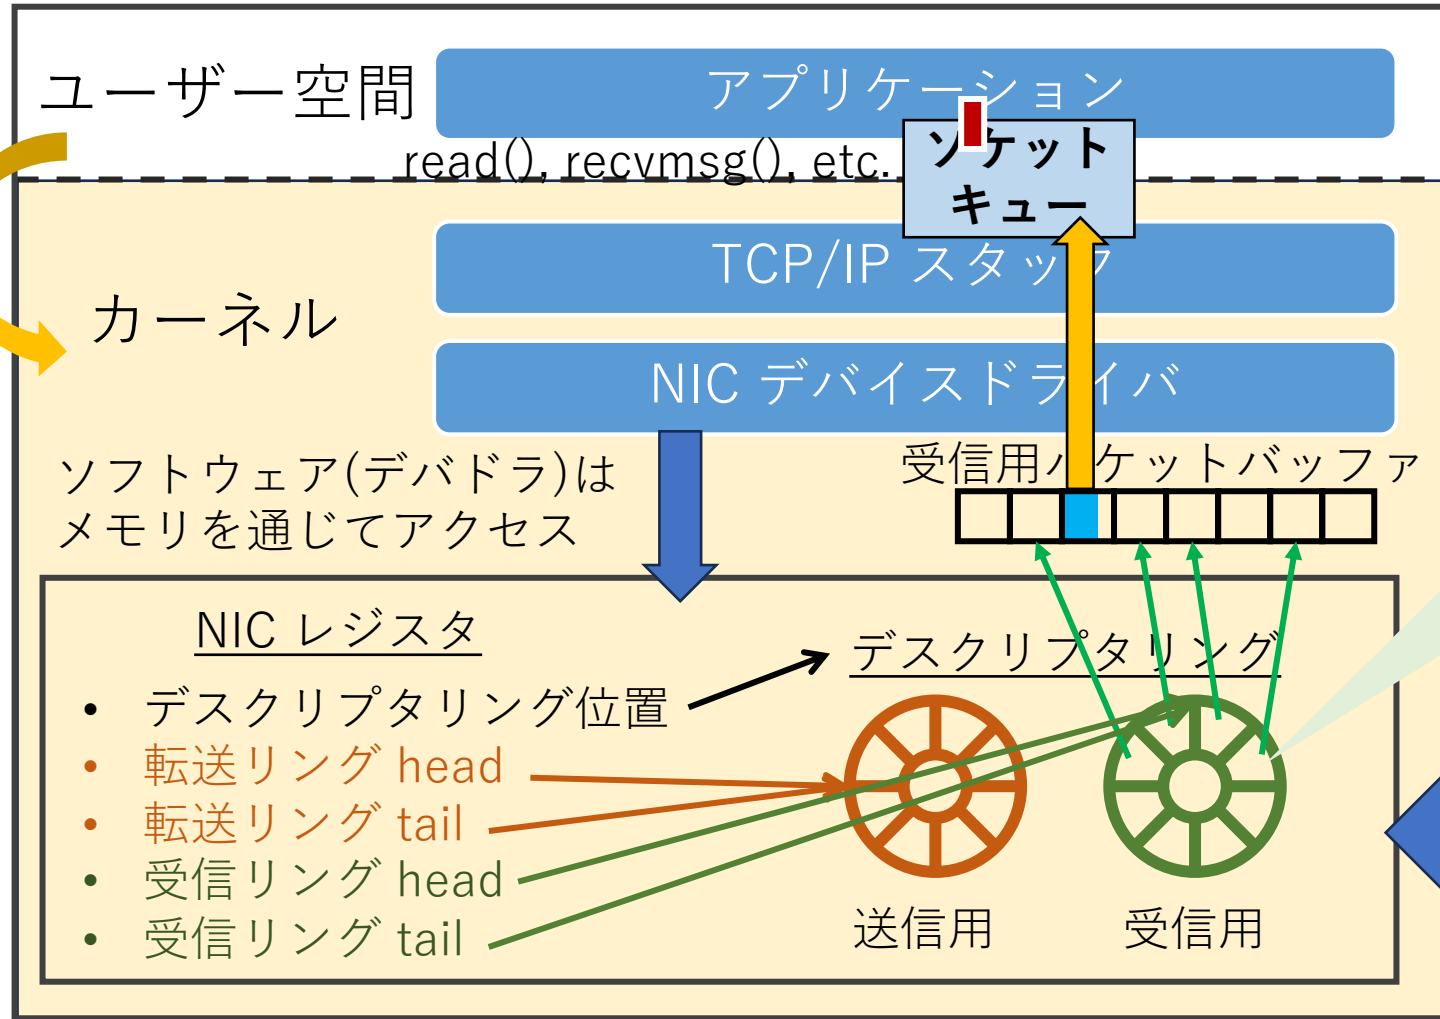 ユーザー空間
アプリケーション
read(), recvmsg(), etc.
ソケット
キュー
TCP/IP スタック
カーネル
NIC デバイスドライバ
ソフトウェア(デバドラ)は
メモリを通じてアクセス
受信用パケットバッファ
NIC レジスタ
• デスクリプタリング位置
• 転送リング head
• 転送リング tail
• 受信リング head
• 受信リング tail
デスクリプタリング
送信用
受信用